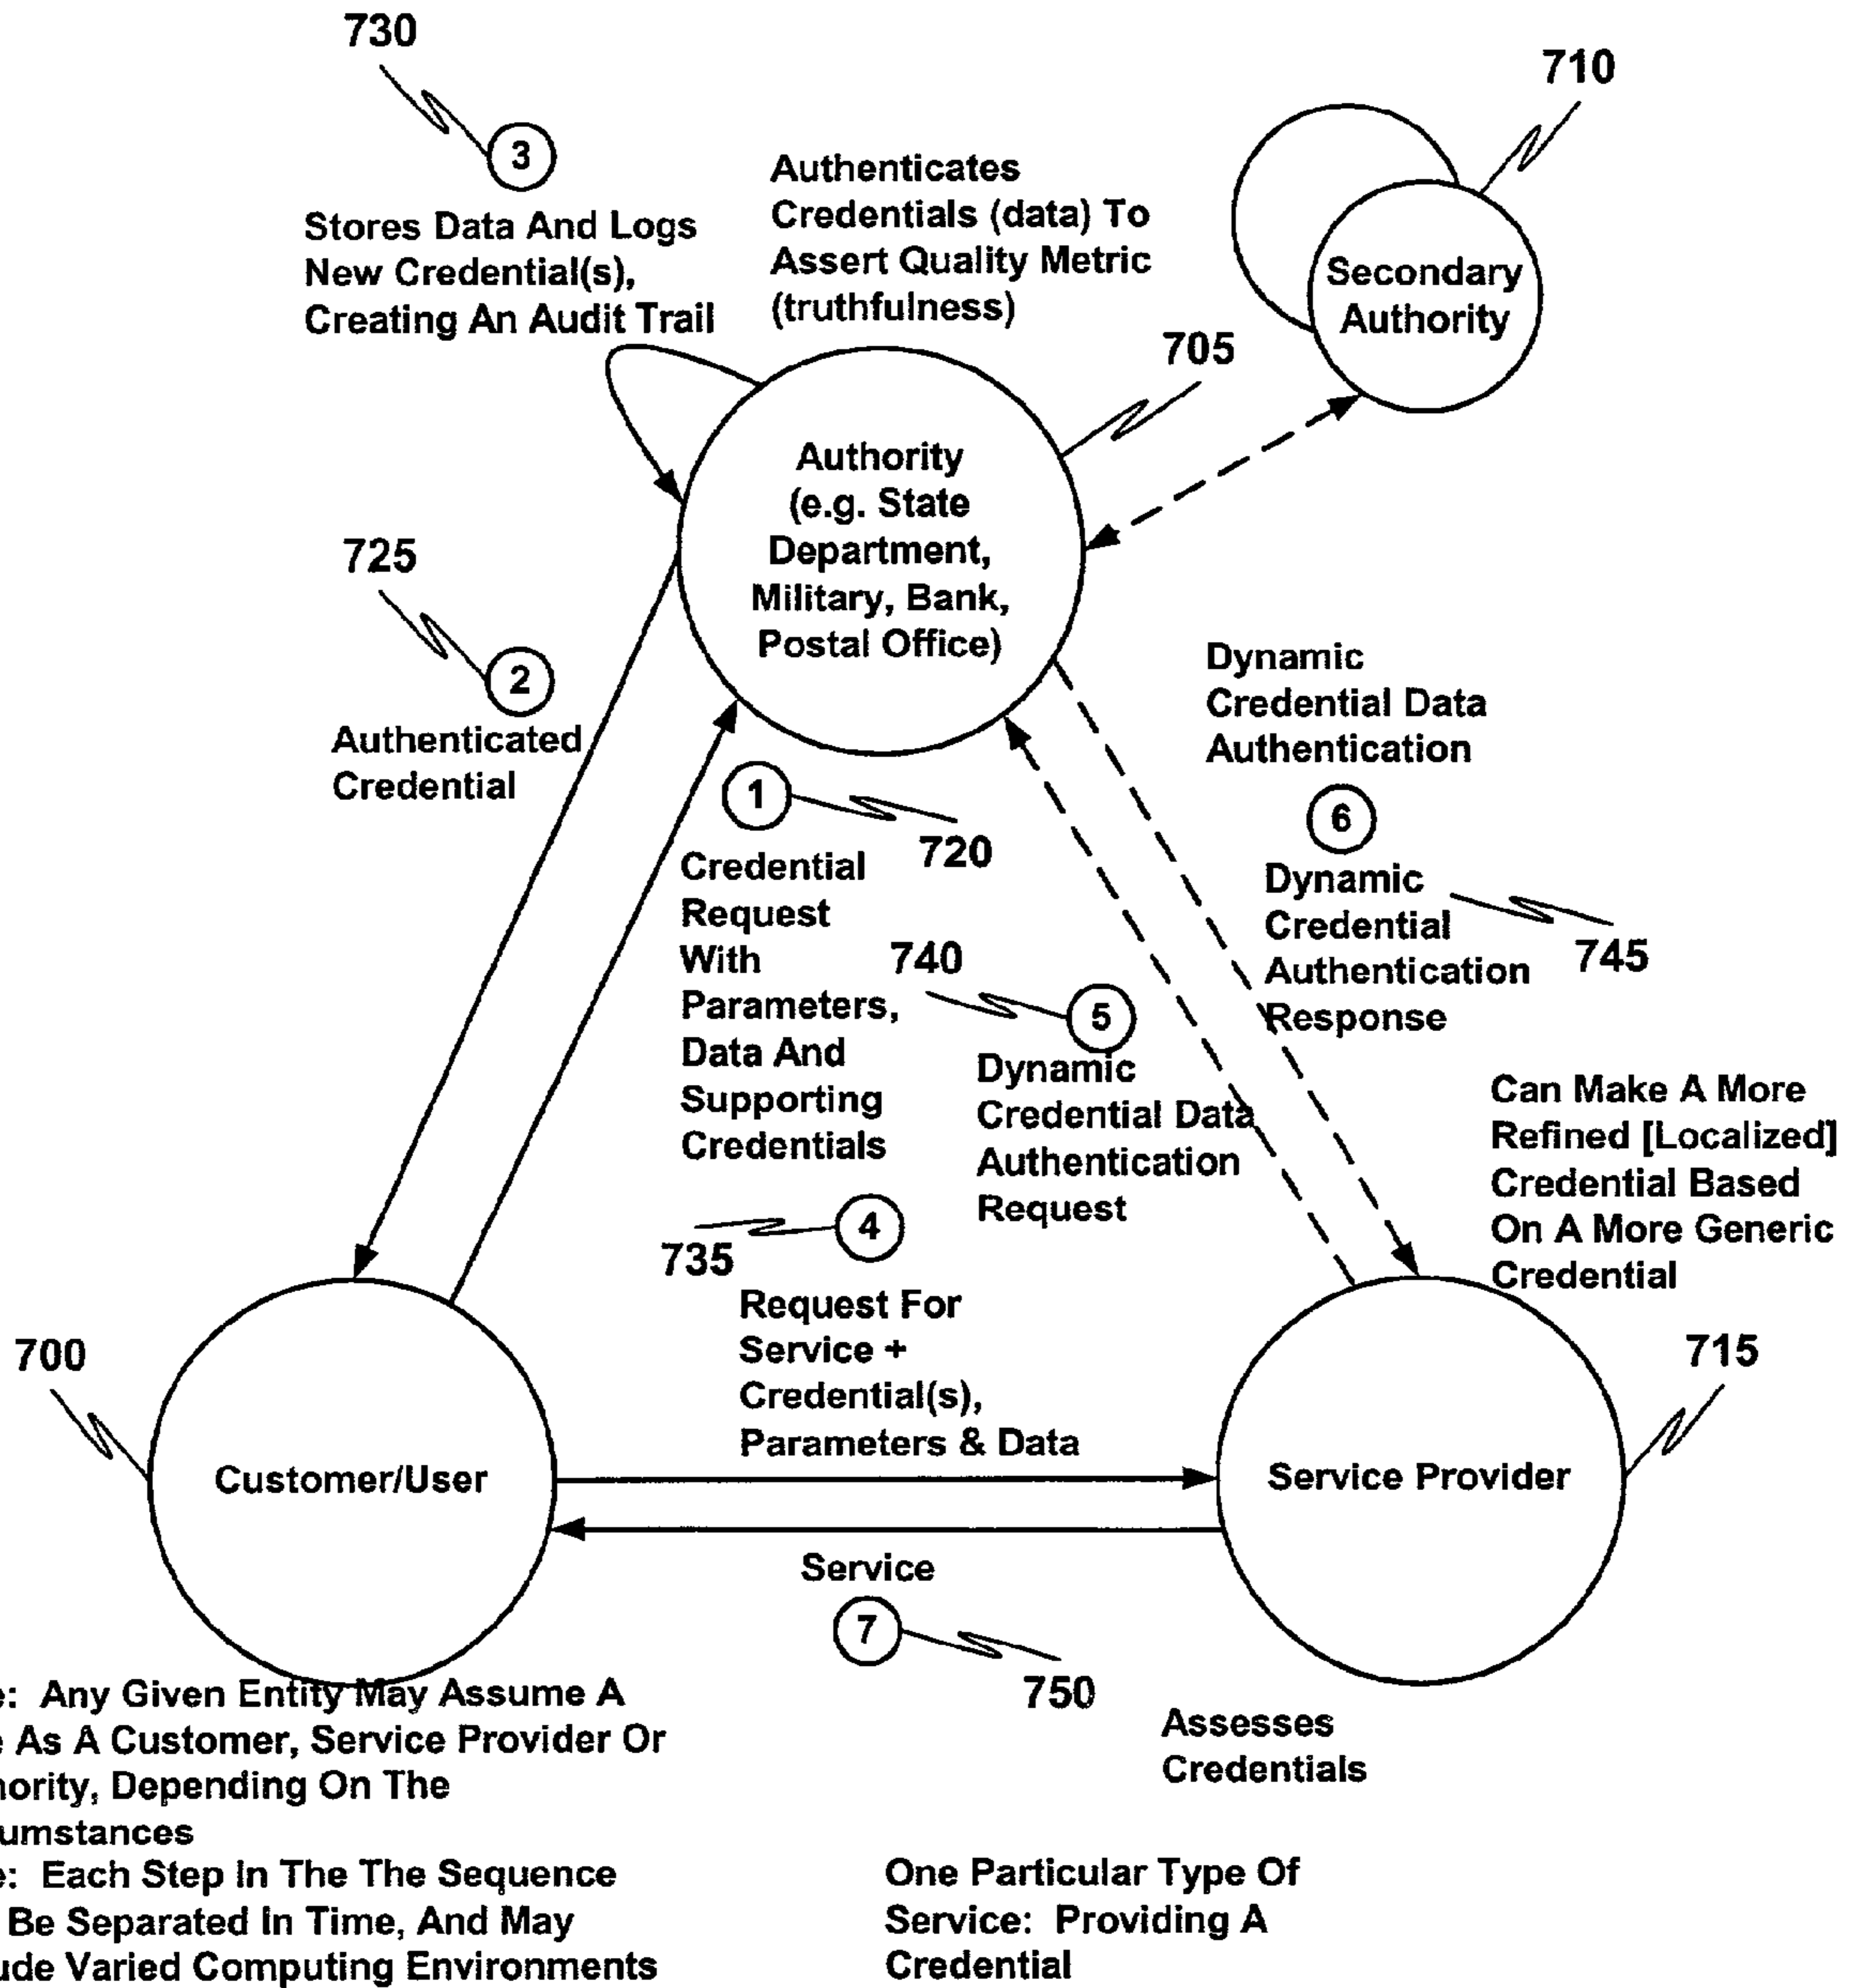 730
710
3
Authenticates
Credentials (data) To
Assert Quality Metric
(truthfulness)
Stores Data And Logs
New Credential(s),
Creating An Audit Trail
Secondary
Authority
705
Authority
(e.g. State
Department,
Military, Bank,
Postal Office)
725
2
Authenticated
Credential
Dynamic
Credential Data
Authentication
6
1
720
Credential
Request
With
Parameters,
Data And
Supporting
Credentials
Dynamic
Credential
Authentication
Response
745
740
5
Dynamic
Credential Data
Authentication
Request
Can Make A More
Refined [Localized]
Credential Based
On A More Generic
Credential
4
735
Request For
Service +
Credential(s),
Parameters & Data
700
715
Customer/User
Service Provider
Service
7
750
Assesses
Credentials
e: Any Given Entity May Assume A
e As A Customer, Service Provider Or
nority, Depending On The
umstances
e: Each Step In The The Sequence
Be Separated In Time, And May
ude Varied Computing Environments
One Particular Type Of
Service: Providing A
Credential